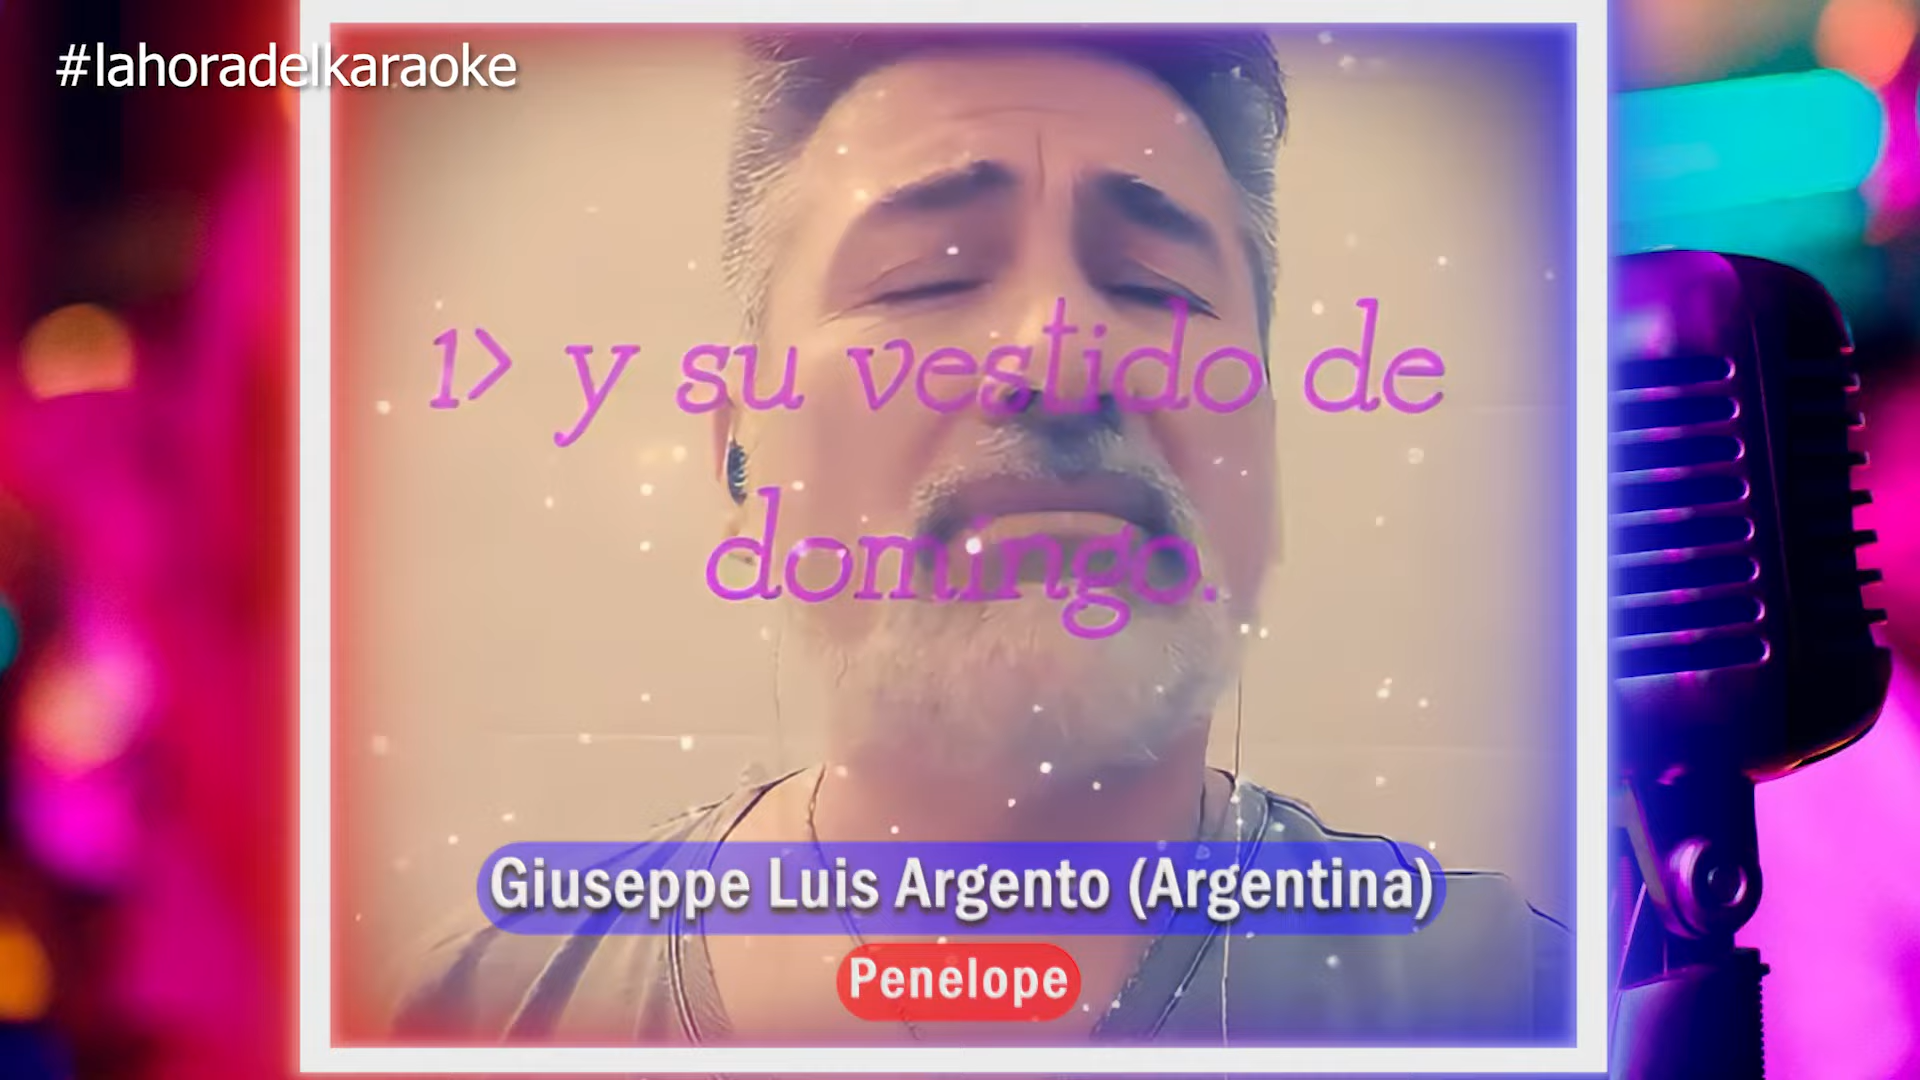 #lahoradelkaraoke
1> y su vestido de
domingo.
Giuseppe Luis Argento (Argentina)
Penelope